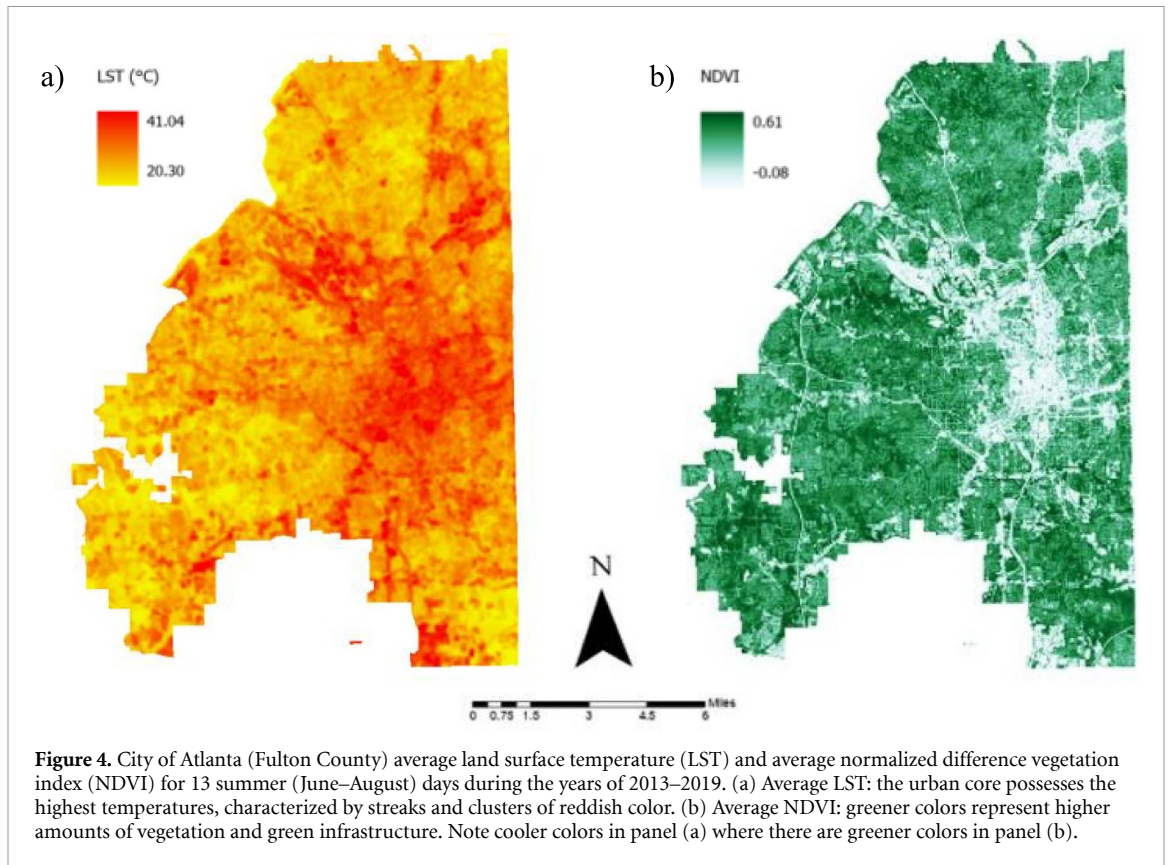 a)
LST (°C)
41.04
20.30
b)
NDVI
0.61
-0.08
N
Miles
0 0.75 1.5 3 4.5 6
Figure 4. City of Atlanta (Fulton County) average land surface temperature (LST) and average normalized difference vegetation
index (NDVI) for 13 summer (June–August) days during the years of 2013–2019. (a) Average LST: the urban core possesses the
highest temperatures, characterized by streaks and clusters of reddish color. (b) Average NDVI: greener colors represent higher
amounts of vegetation and green infrastructure. Note cooler colors in panel (a) where there are greener colors in panel (b).